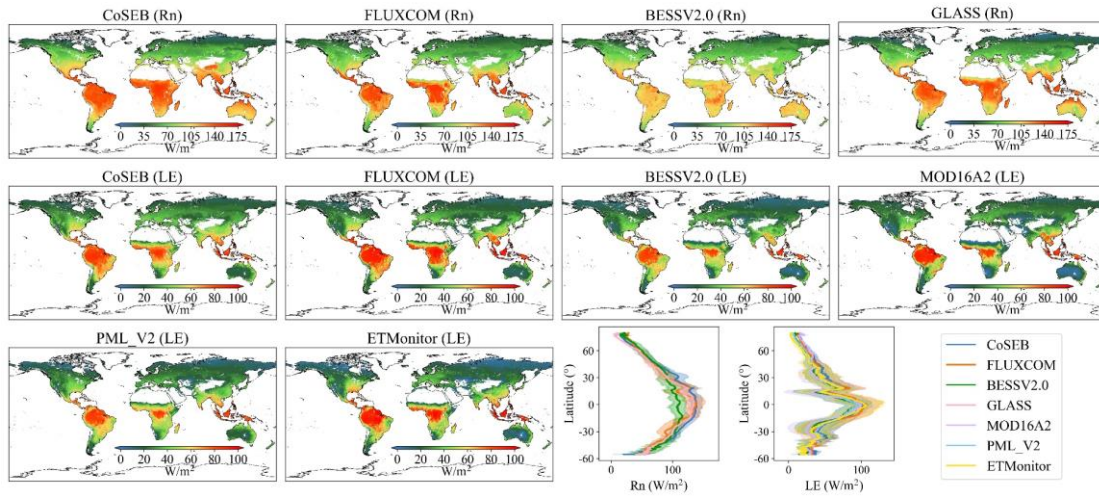 CoSEB (Rn) FLUXCOM (Rn) BESSV2.0 (Rn) GLASS (Rn)
0 35 70 105 140 175 0 35 70 105 140 175 0 35 70 105 140 175 0 35 70 105 140 175
W/m² W/m² W/m² W/m²
CoSEB (LE) FLUXCOM (LE) BESSV2.0 (LE) MOD16A2 (LE)
0 20 40 60 80 100 0 20 40 60 80 100 0 20 40 60 80 100 0 20 40 60 80 100
W/m² W/m² W/m² W/m²
PML_V2 (LE) ETMonitor (LE)
0 20 40 60 80 100 0 20 40 60 80 100
W/m² W/m²
Latitude (°)
60
30
0
-30
-60
100
Rn (W/m²)
Latitude (°)
60
30
0
-30
-60
0 100
LE (W/m²)
CoSEB
FLUXCOM
BESSV2.0
GLASS
MOD16A2
PML_V2
ETMonitor